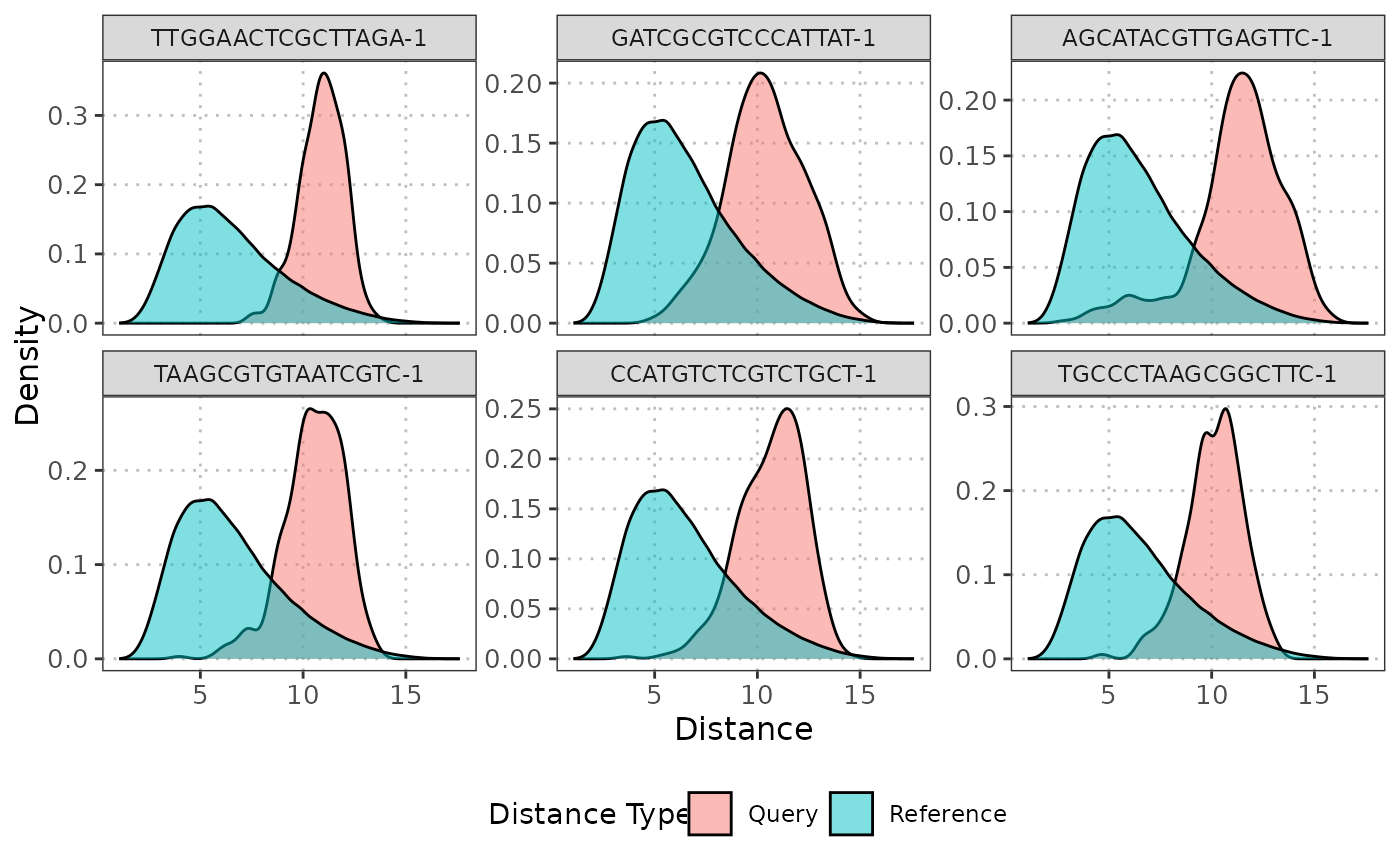 TTGGAACTCGCTTAGA-1 GATCGCGTCCCATTAT-1 AGCATACGTTGAGTTC-1
0.3 0.2 0.1 0.0
0.20 0.15 0.10 0.05 0.00
0.20 0.15 0.10 0.05 0.00
Density
TAAGCGTGTAATCGTC-1 CCATGTCTCGTCTGCT-1 TGCCCTAAGCGGCTTC-1
0.2 0.1 0.0
0.25 0.20 0.15 0.10 0.05 0.00
0.3 0.2 0.1 0.0
5 10 15 5 10 15 5 10 15
Distance
Distance Type Query Reference